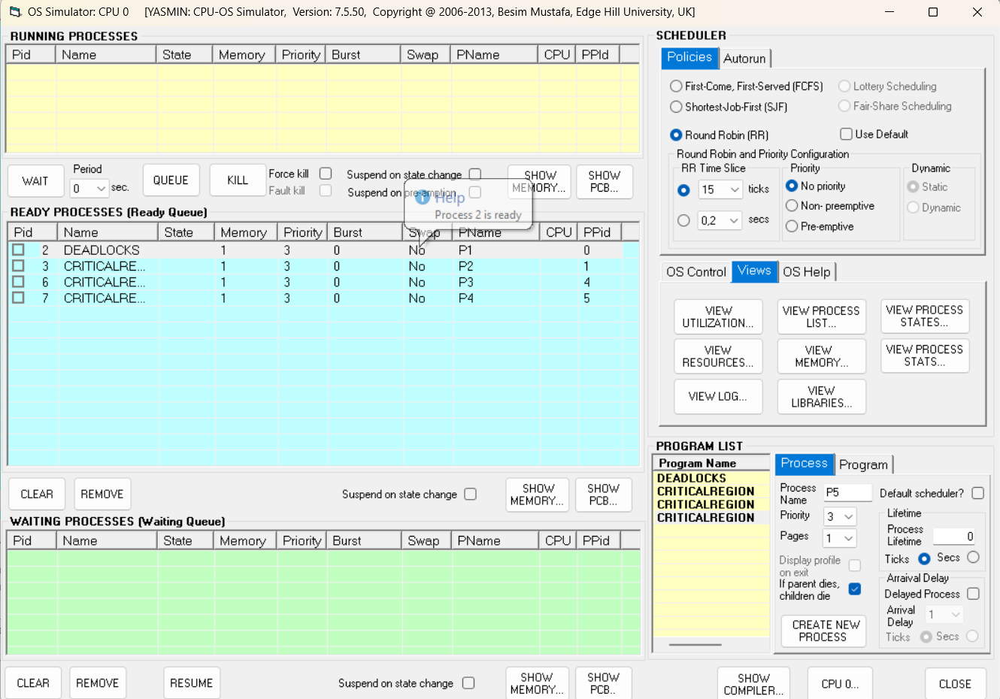 OS Simulator: CPU 0 [YASMIN: CPU-OS Simulator, Version: 7.5.50, Copyright @ 2006-2013, Besim Mustafa, Edge Hill University, UK]
RUNNING PROCESSES
Pid Name State Memory Priority Burst Swap PName CPU PPId
WAIT
Period
0 sec.
QUEUE
KILL
Force kill
Fault kill
Suspend on state change
Suspend on pre-emption
SHOW
MEMORY...
SHOW
PCB...
Help
Process 2 is ready
READY PROCESSES (Ready Queue)
Pid Name State Memory Priority Burst Swap PName CPU PPid
2 DEADLOCKS 1 3 0 No P1 0
3 CRITICALRE... 1 3 0 No P2 1
6 CRITICALRE... 1 3 0 No P3 4
7 CRITICALRE... 1 3 0 No P4 5
CLEAR
REMOVE
Suspend on state change
SHOW
MEMORY...
SHOW
PCB...
WAITING PROCESSES (Waiting Queue)
Pid Name State Memory Priority Burst Swap PName CPU PPid
CLEAR
REMOVE
RESUME
Suspend on state change
SHOW
MEMORY...
SHOW
PCB..
SCHEDULER
Policies Autorun
First-Come, First-Served (FCFS)
Lottery Scheduling
Shortest-Job-First (SJF)
Fair-Share Scheduling
Round Robin (RR)
Use Default
Round Robin and Priority Configuration
RR Time Slice
15 ticks
0,2 secs
Priority
No priority
Non- preemptive
Pre-emptive
Dynamic
Static
Dynamic
OS Control Views OS Help
VIEW
UTILIZATION...
VIEW PROCESS
LIST...
VIEW PROCESS
STATES...
VIEW
RESOURCES...
VIEW
MEMORY...
VIEW PROCESS
STATS...
VIEW LOG...
VIEW
LIBRARIES...
PROGRAM LIST
Program Name
DEADLOCKS
CRITICALREGION
CRITICALREGION
CRITICALREGION
Process Program
Process
Name P5
Default scheduler?
Priority 3
Pages 1
Lifetime
Process
Lifetime 0
Ticks Secs
Display profile
on exit
If parent dies,
children die
Arraival Delay
Delayed Process
Arrival
Delay 1
Ticks Secs
CREATE NEW
PROCESS
SHOW
COMPILER...
CPU 0...
CLOSE